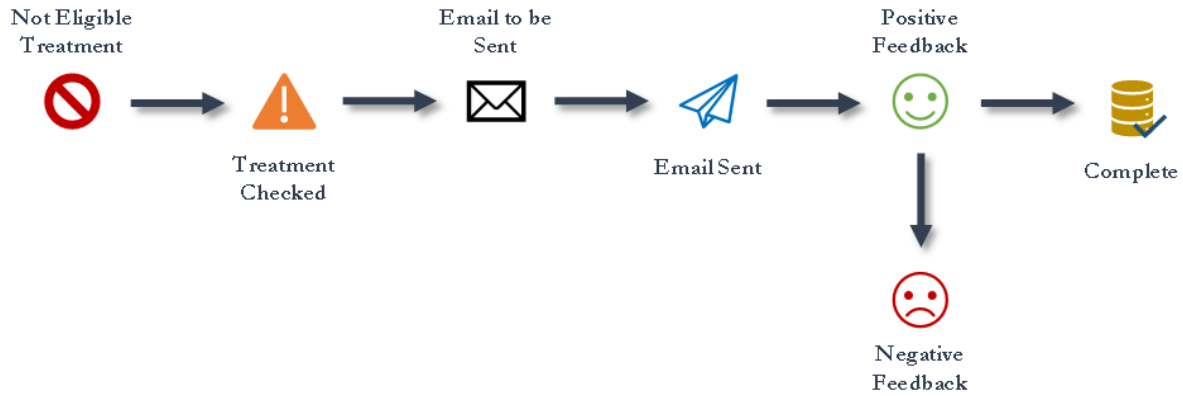 Not Eligible
Treatment
Treatment
Checked
Email to be
Sent
Email Sent
Positive
Feedback
Negative
Feedback
Complete